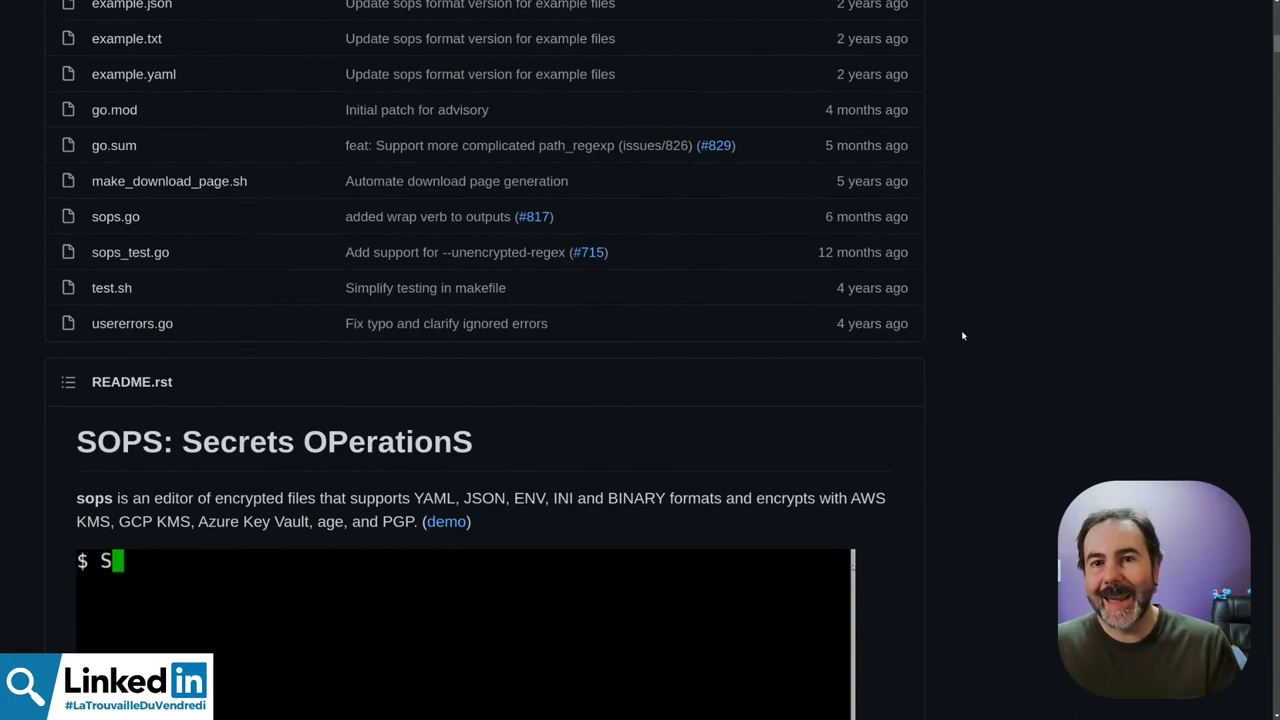 example.json Update sops format version for example files 2 years ago
example.txt Update sops format version for example files 2 years ago
example.yaml Update sops format version for example files 2 years ago
go.mod Initial patch for advisory 4 months ago
go.sum feat: Support more complicated path_regexp (issues/826) (#829) 5 months ago
make_download_page.sh Automate download page generation 5 years ago
sops.go added wrap verb to outputs (#817) 6 months ago
sops_test.go Add support for --unencrypted-regex (#715) 12 months ago
test.sh Simplify testing in makefile 4 years ago
usererrors.go Fix typo and clarify ignored errors 4 years ago
README.rst
SOPS: Secrets OPerationS
sops is an editor of encrypted files that supports YAML, JSON, ENV, INI and BINARY formats and encrypts with AWS
KMS, GCP KMS, Azure Key Vault, age, and PGP. (demo)
$ S
Linked in
#LaTrouvailleDuVendredi